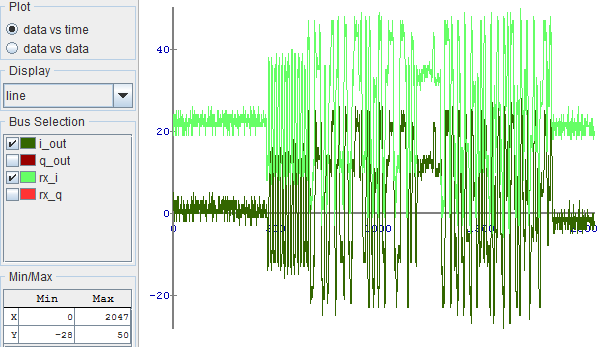 Plot
data vs time
data vs data
Display
line
Bus Selection
i_out
q_out
rx_i
rx_q
Min/Max
Min Max
X 0 2047
Y -28 50
40
20
0
-20
0